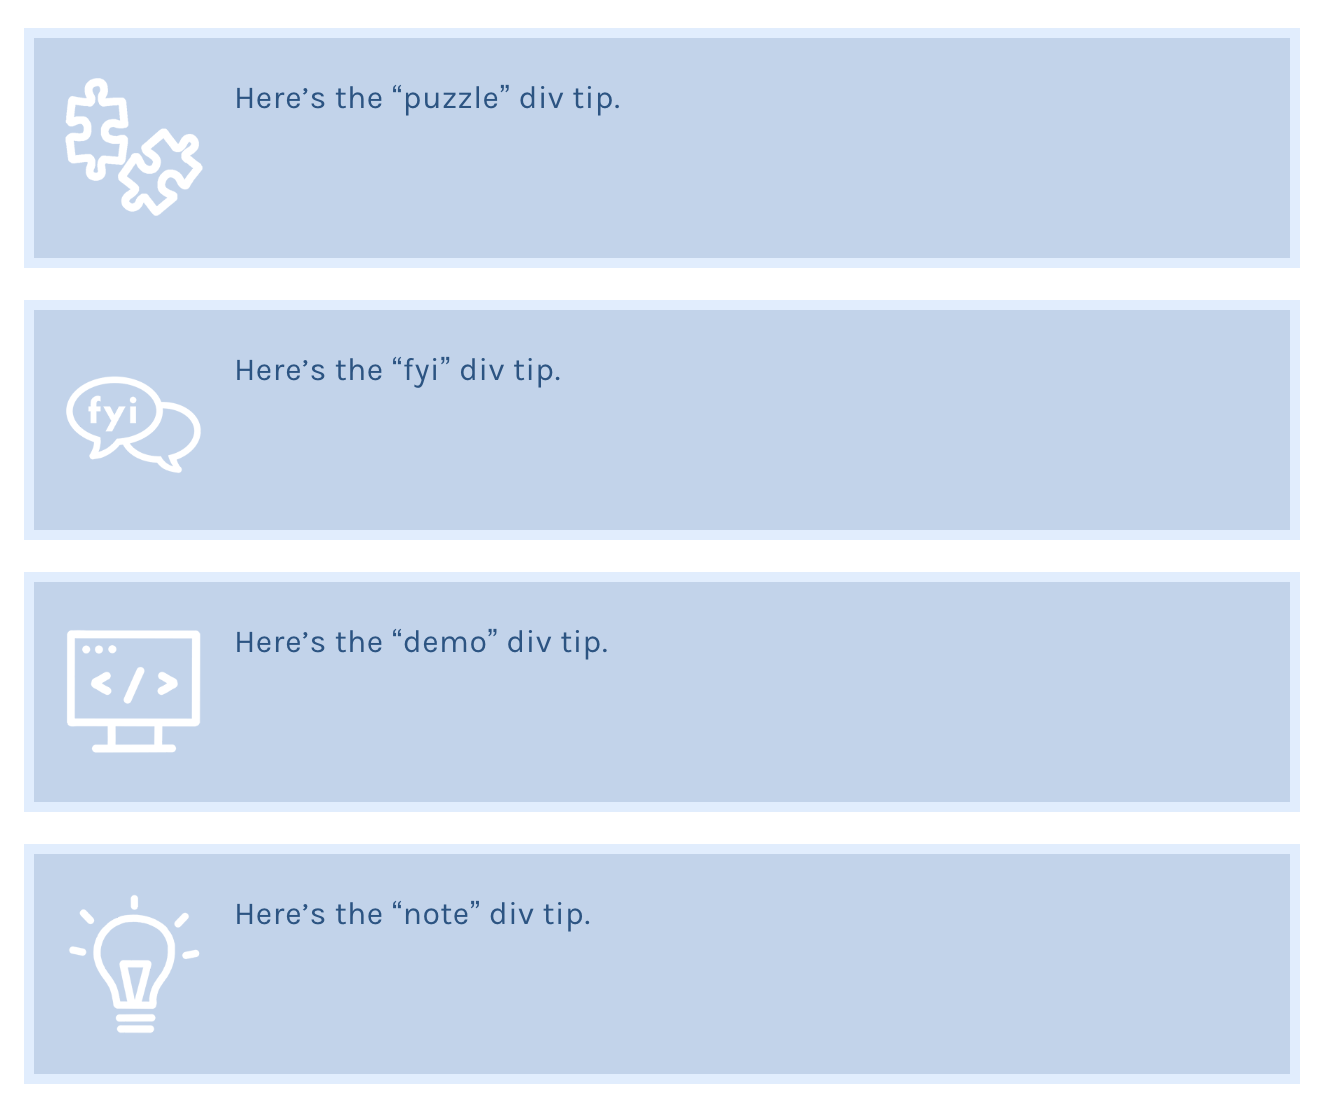 Here’s the “puzzle” div tip.
fyi
Here’s the “fyi” div tip.
</>
Here’s the “demo” div tip.
Here’s the “note” div tip.